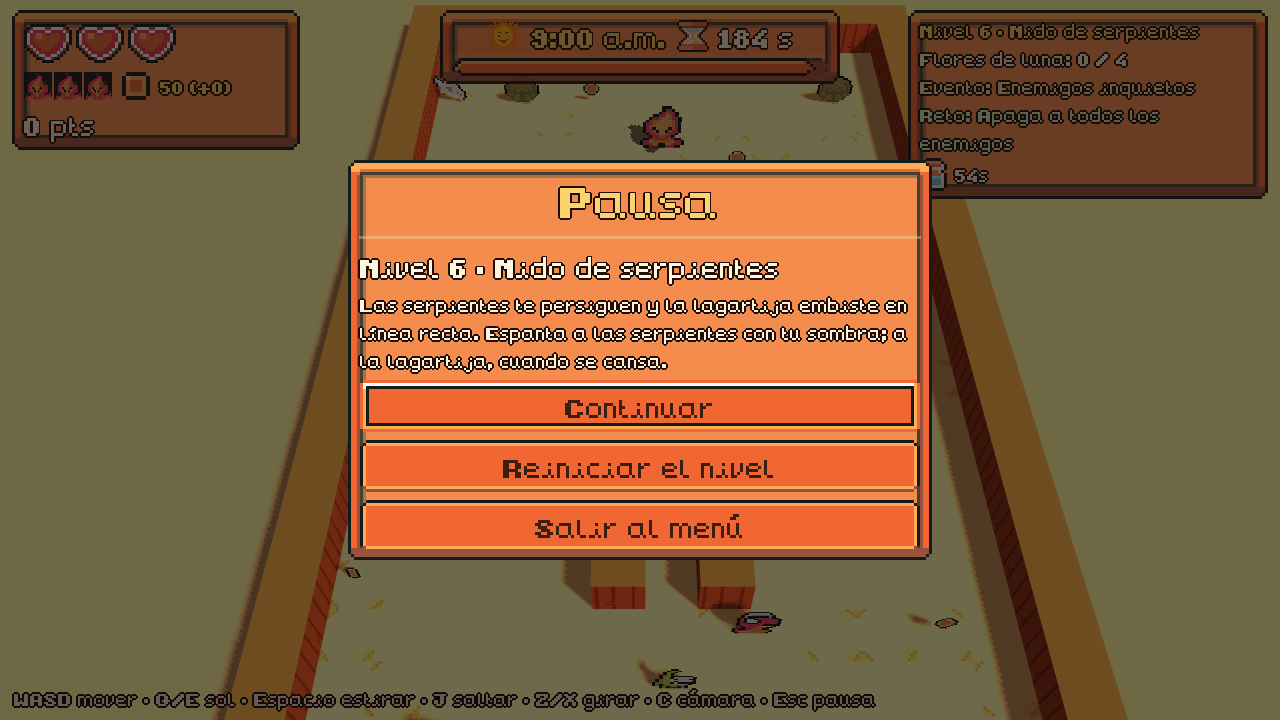 50 (+0)
0 pts
9:00 a.m. 184 s
Nivel 6 · Nido de serpientes
Flores de luna: 0 / 4
Evento: Enemigos inquietos
Reto: Apaga a todos los
enemigos
54s
Pausa
Nivel 6 · Nido de serpientes
Las serpientes te persiguen y la lagartija embiste en
línea recta. Espanta a las serpientes con tu sombra; a
la lagartija, cuando se cansa.
Continuar
Reiniciar el nivel
Salir al menú
WASD mover · Q/E sol · Espacio estirar · J saltar · Z/X girar · C cámara · Esc pausa